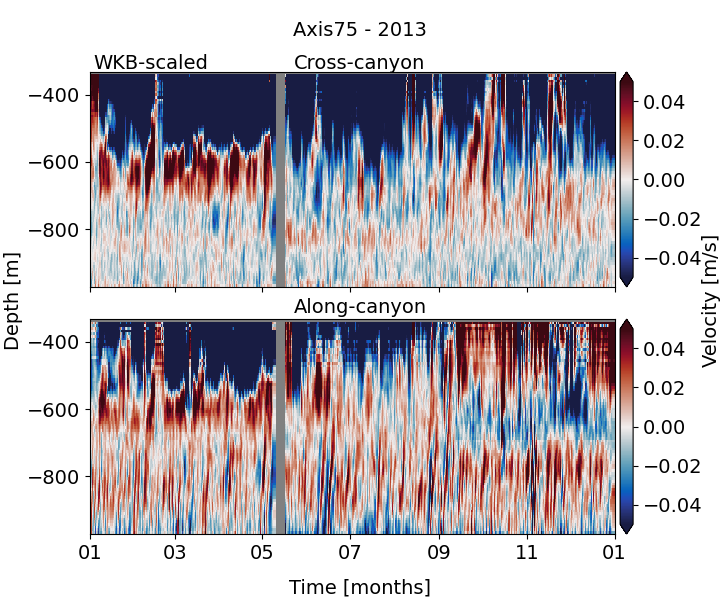 Axis75 - 2013
WKB-scaled Cross-canyon
−400
−600
−800
0.04
0.02
0.00
−0.02
−0.04
Along-canyon
−400
−600
−800
0.04
0.02
0.00
−0.02
−0.04
Depth [m]
Velocity [m/s]
01 03 05 07 09 11 01
Time [months]